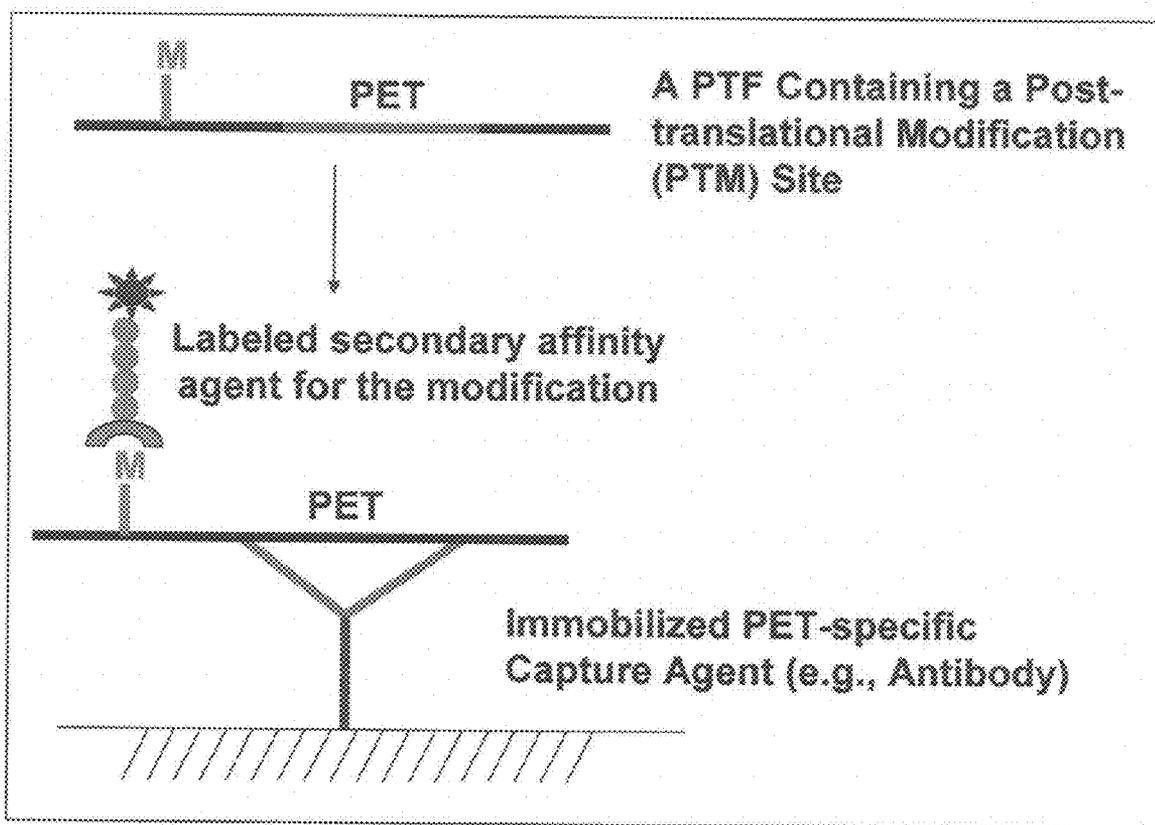 M
PET
A PTF Containing a Post-
translational Modification
(PTM) Site
Labeled secondary affinity
agent for the modification
M
PET
Immobilized PET-specific
Capture Agent (e.g., Antibody)